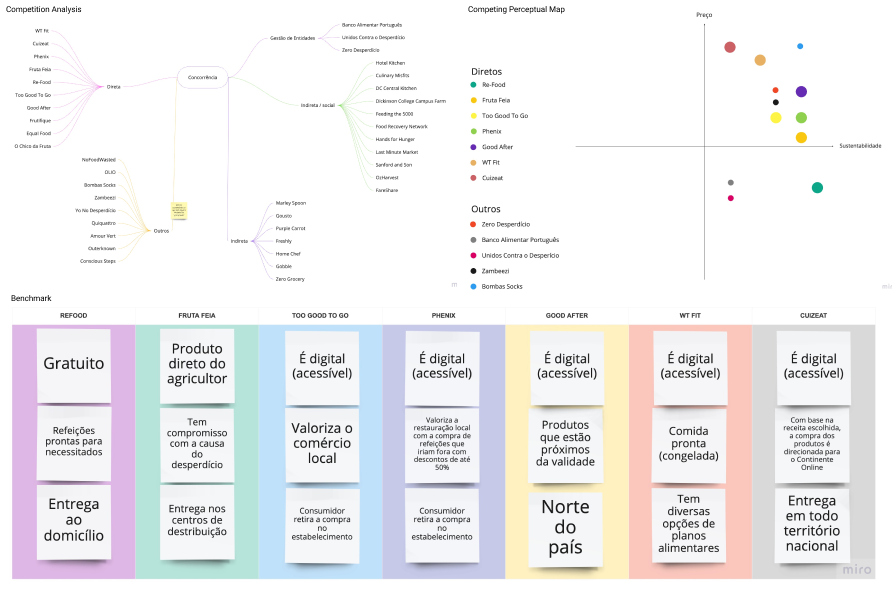 Competition Analysis
WT Fit
Cuizeat
Phenix
Fruta Feia
Re-Food
Too Good To Go
Good After
Frutifique
Equal Food
O Chico da Fruta
Direta
Concorrência
Gestão de Entidades
Banco Alimentar Português
Unidos Contra o Desperdício
Zero Desperdicio
Indireta / social
Hotel Kitchen
Culinary Misfits
DC Central Kitchen
Dickinson College Campus Farm
Feeding the 5000
Food Recovery Network
Hands for Hunger
Last Minute Market
Sanford and Son
OzHarvest
FareShare
NoFoodWasted
OLIO
Bombas Socks
Zambeezi
Yo No Desperdicio
Quiquattro
Amour Vert
Outerknown
Conscious Steps
Outros
Indireta
Marley Spoon
Gousto
Purple Carrot
Freshly
Home Chef
Gobble
Zero Grocery
Competing Perceptual Map
Preço
Sustentabilidade
Diretos
Re-Food
Fruta Feia
Too Good To Go
Phenix
Good After
WT Fit
Cuizeat
Outros
Zero Desperdício
Banco Alimentar Português
Unidos Contra o Desperdício
Zambeezi
Bombas Socks
Benchmark
REFOOD
Gratuito
Refeições
prontas para
necessitados
Entrega
ao
domicílio
FRUTA FEIA
Produto
direto do
agricultor
Tem
compromisso
com a causa
do
desperdício
Entrega nos
centros de
destribuição
TOO GOOD TO GO
É digital
(acessível)
Valoriza o
comércio
local
Consumidor
retira a compra
no
estabelecimento
PHENIX
É digital
(acessível)
Valoriza a
restauração local
com a compra de
refeições que
iriam fora com
descontos de até
50%
Consumidor
retira a compra
no
estabelecimento
GOOD AFTER
É digital
(acessível)
Produtos
que estão
próximos
da validade
Norte
do
país
WT FIT
É digital
(acessível)
Comida
pronta
(congelada)
Tem
diversas
opções de
planos
alimentares
CUIZEAT
É digital
(acessível)
Com base na
receita escolhida,
a compra dos
produtos é
direcionada para
o Continente
Online
Entrega
em todo
território
nacional
miro